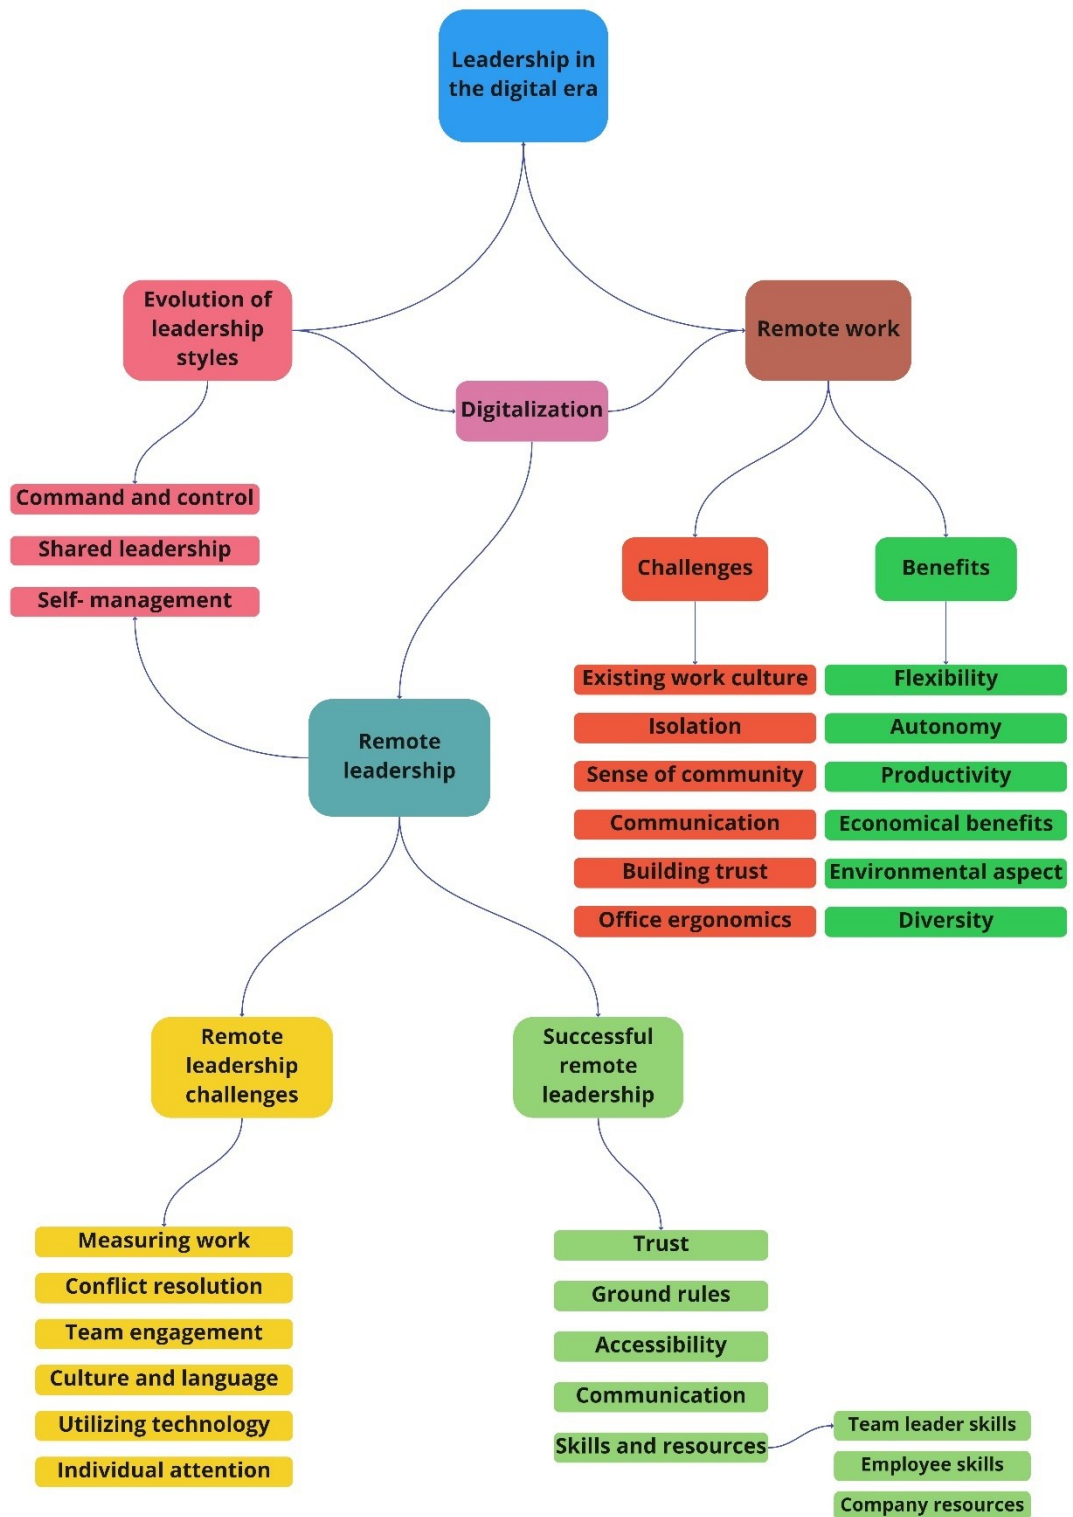 Leadership in
the digital era
Evolution of
leadership
styles
Remote work
Digitalization
Command and control
Shared leadership
Self- management
Challenges
Benefits
Existing work culture
Isolation
Sense of community
Communication
Building trust
Office ergonomics
Flexibility
Autonomy
Productivity
Economical benefits
Environmental aspect
Diversity
Remote
leadership
Remote
leadership
challenges
Successful
remote
leadership
Measuring work
Conflict resolution
Team engagement
Culture and language
Utilizing technology
Individual attention
Trust
Ground rules
Accessibility
Communication
Skills and resources
Team leader skills
Employee skills
Company resources